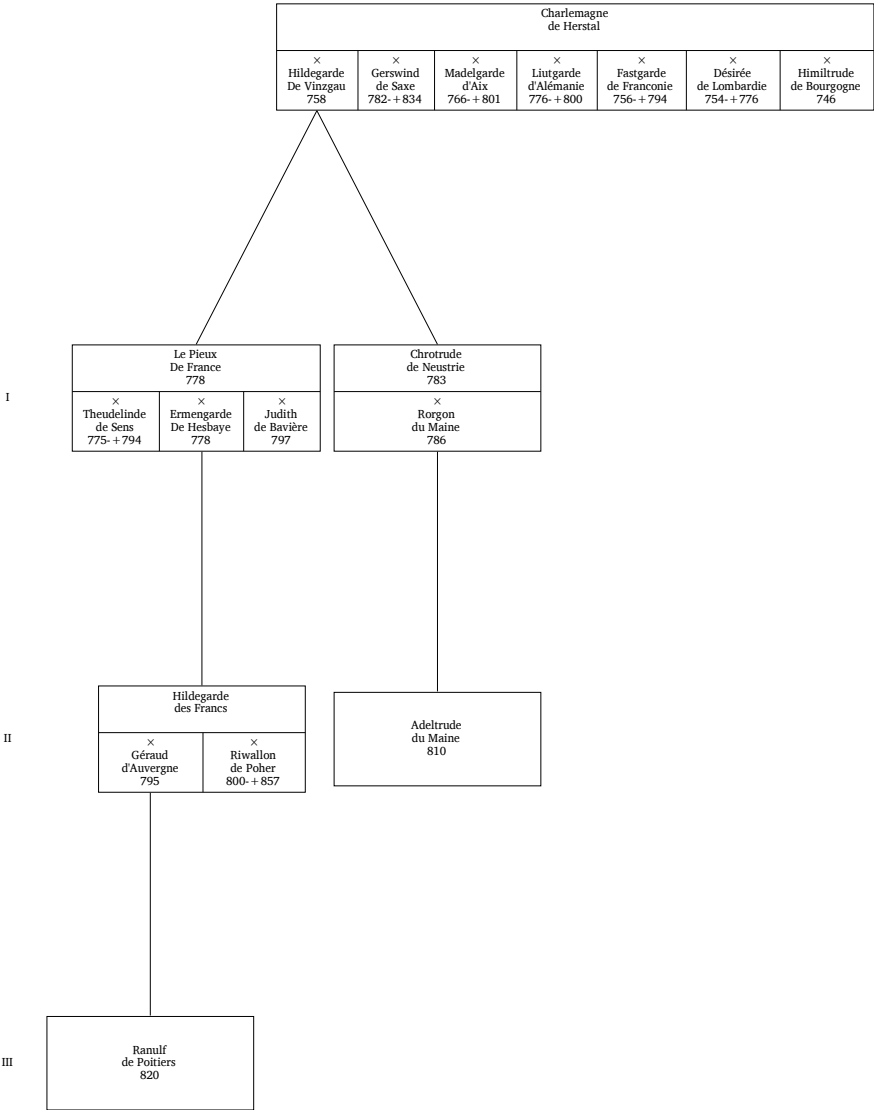 Charlemagne
de Herstal
×
Hildegarde
De Vinzgau
758
×
Gerswind
de Saxe
782-+834
×
Madelgarde
d'Aix
766-+801
×
Liutgarde
d'Alémanie
776-+800
×
Fastgarde
de Franconie
756-+794
×
Désirée
de Lombardie
754-+776
×
Himiltrude
de Bourgogne
746
I
Le Pieux
De France
778
×
Theudelinde
de Sens
775-+794
×
Ermengarde
De Hesbaye
778
×
Judith
de Bavière
797
Chrotrude
de Neustrie
783
×
Rorgon
du Maine
786
II
Hildegarde
des Francs
×
Géraud
d'Auvergne
795
×
Riwallon
de Poher
800-+857
Adeltrude
du Maine
810
III
Ranulf
de Poitiers
820